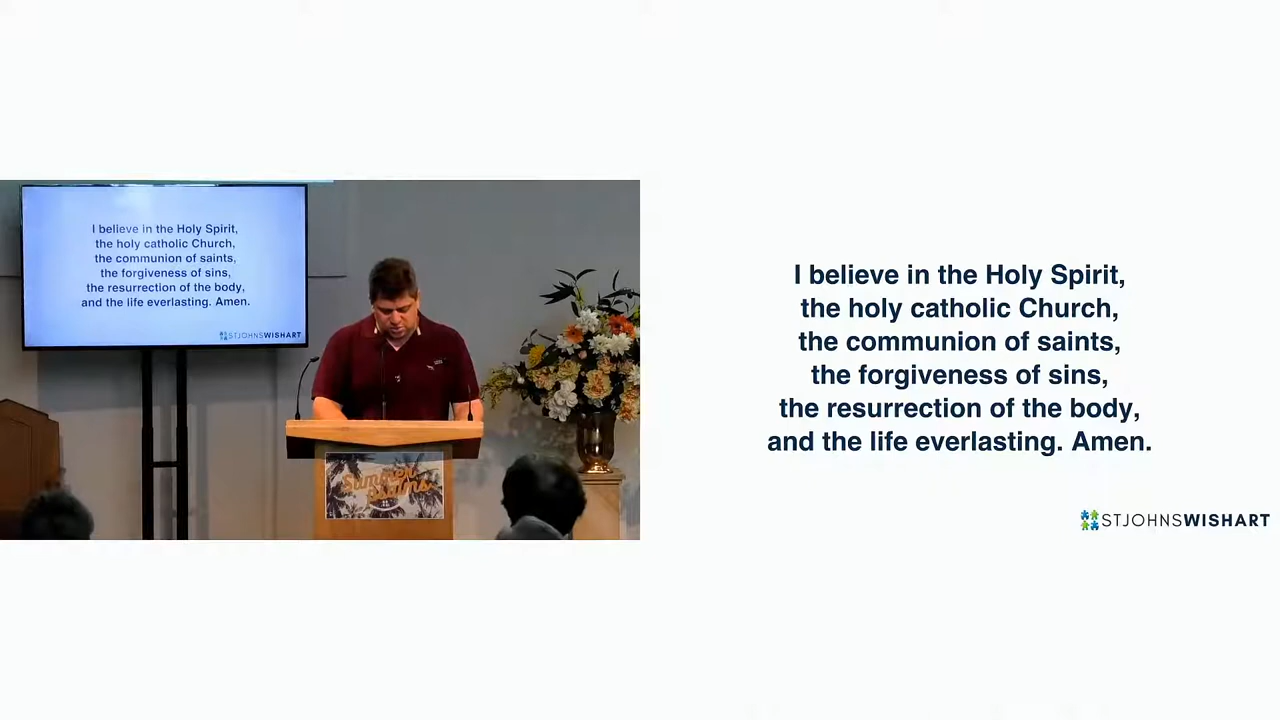 I believe in the Holy Spirit,
the holy catholic Church,
the communion of saints,
the forgiveness of sins,
the resurrection of the body,
and the life everlasting. Amen.
STJOHNSWISHART
Summer
Psalms
I believe in the Holy Spirit,
the holy catholic Church,
the communion of saints,
the forgiveness of sins,
the resurrection of the body,
and the life everlasting. Amen.
STJOHNSWISHART